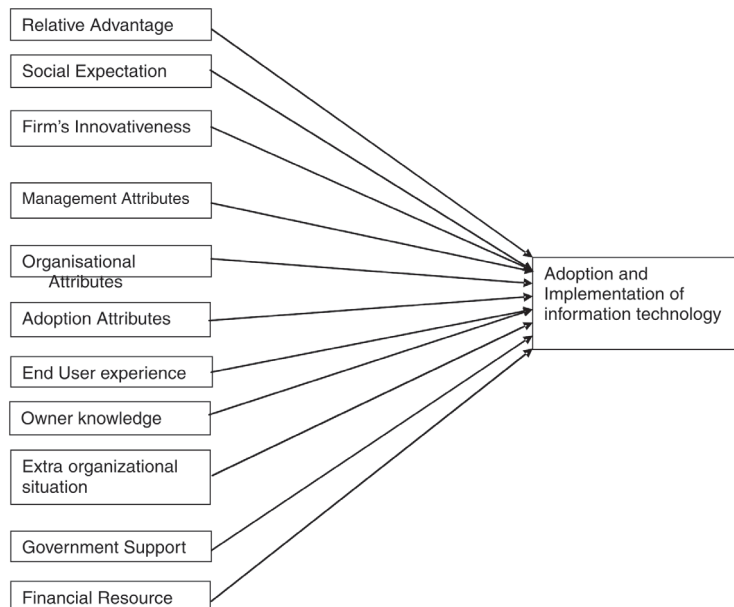 Relative Advantage
Social Expectation
Firm's Innovativeness
Management Attributes
Organisational
Attributes
Adoption Attributes
End User experience
Owner knowledge
Extra organizational
situation
Government Support
Financial Resource
Adoption and
Implementation of
information technology